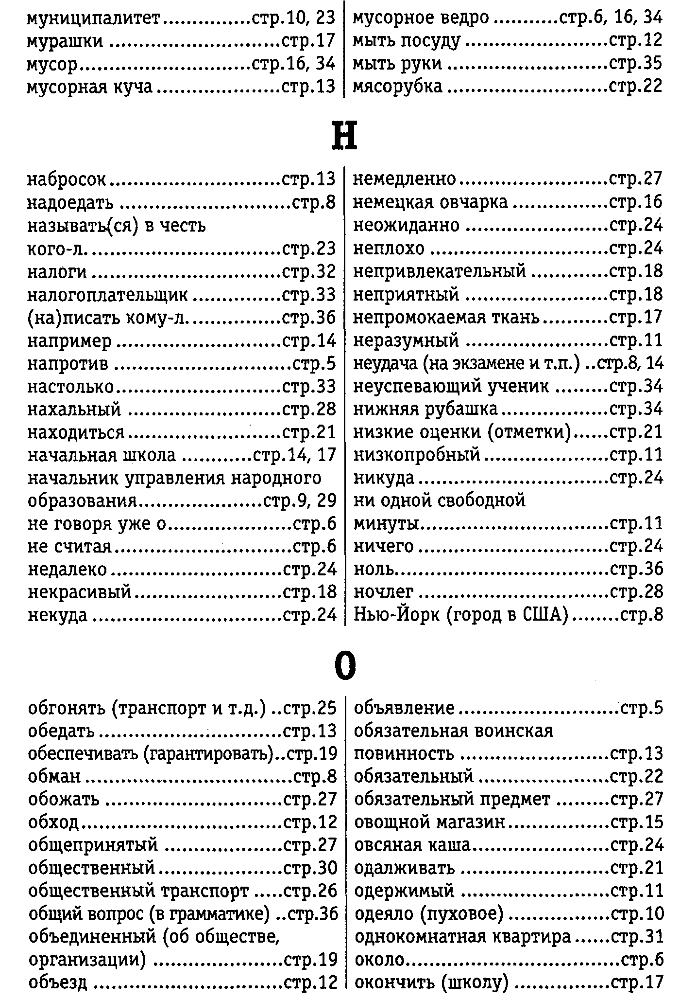 муниципалитет...............стр.10, 23
мурашки .............................стр.17
мусор.............................стр.16, 34
мусорная куча.....................стр.13
мусорное ведро ...........стр.6, 16, 34
мыть посуду........................стр.12
мыть руки ...........................стр.35
мясорубка...........................стр.22
Н
набросок.............................стр.13
надоедать .............................стр.8
называть(ся) в честь
кого-л.................................стр.23
налоги ................................стр.32
налогоплательщик ...............стр.33
(на)писать кому-л................стр.36
например ............................стр.14
напротив ..............................стр.5
настолько............................стр.33
нахальный ..........................стр.28
находиться..........................стр.21
начальная школа ............стр.14, 17
начальник управления народного
образования.....................стр.9, 29
не говоря уже о.....................стр.6
не считая..............................стр.6
недалеко.............................стр.24
некрасивый.........................стр.18
некуда ................................стр.24
немедленно.........................стр.27
немецкая овчарка ................стр.16
неожиданно ........................стр.24
неплохо ..............................стр.24
непривлекательный .............стр.18
неприятный ........................стр.18
непромокаемая ткань...........стр.17
неразумный ........................стр.11
неудача (на экзамене и т.п.) ..стр.8, 14
неуспевающий ученик .........стр.34
нижняя рубашка..................стр.34
низкие оценки (отметки)......стр.21
низкопробный.....................стр.11
никуда................................стр.24
ни одной свободной
минуты................................стр.11
ничего ................................стр.24
ноль....................................стр.36
ночлег ................................стр.28
Нью-Йорк (город в США)........стр.8
О
обгонять (транспорт и т.д.) ..стр.25
обедать...............................стр.13
обеспечивать (гарантировать)..стр.19
обман ...................................стр.8
обожать ..............................стр.27
обход..................................стр.12
общепринятый ....................стр.27
общественный.....................стр.30
общественный транспорт .....стр.26
общий вопрос (в грамматике) ..стр.36
объединенный (об обществе,
организации) ......................стр.19
объезд ................................стр.12
объявление...........................стр.5
обязательная воинская
повинность .........................стр.13
обязательный ......................стр.22
обязательный предмет .........стр.27
овощной магазин.................стр.15
овсяная каша.......................стр.24
одалживать .........................стр.21
одержимый .........................стр.11
одеяло (пуховое) .................стр.10
однокомнатная квартира......стр.31
около....................................стр.6
окончить (школу) ................стр.17